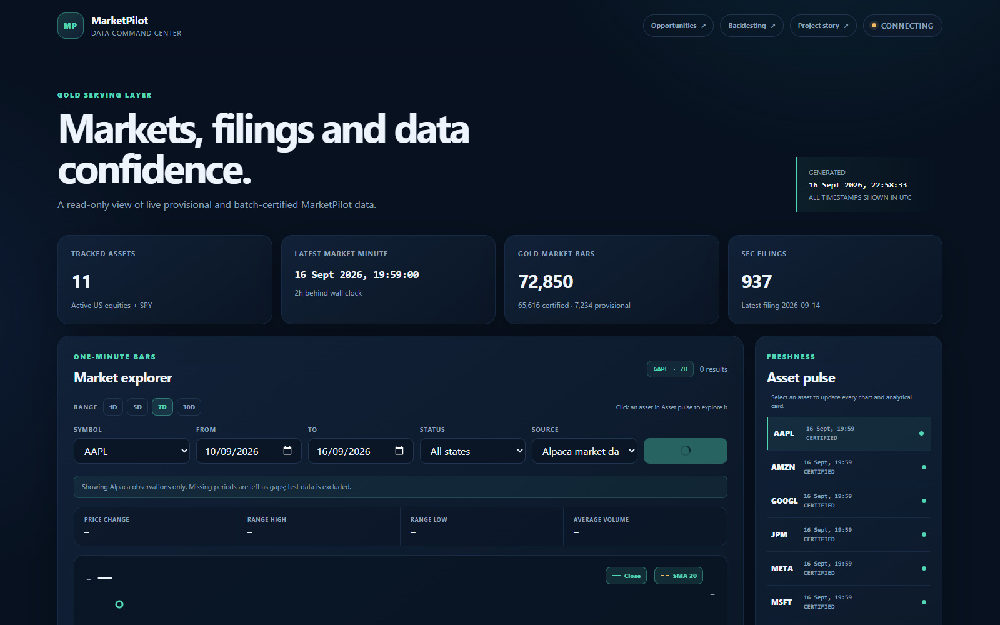 MP
MarketPilot
DATA COMMAND CENTER
Opportunities ↗
Backtesting ↗
Project story ↗
CONNECTING
GOLD SERVING LAYER
Markets, filings and data
confidence.
A read-only view of live provisional and batch-certified MarketPilot data.
GENERATED
16 Sept 2026, 22:58:33
ALL TIMESTAMPS SHOWN IN UTC
TRACKED ASSETS
11
Active US equities + SPY
LATEST MARKET MINUTE
16 Sept 2026, 19:59:00
2h behind wall clock
GOLD MARKET BARS
72,850
65,616 certified · 7,234 provisional
SEC FILINGS
937
Latest filing 2026-09-14
ONE-MINUTE BARS
Market explorer
AAPL · 7D
0 results
RANGE
1D
5D
7D
30D
Click an asset in Asset pulse to explore it
SYMBOL
AAPL
FROM
10/09/2026
TO
16/09/2026
STATUS
All states
SOURCE
Alpaca market da
Showing Alpaca observations only. Missing periods are left as gaps; test data is excluded.
PRICE CHANGE
—
RANGE HIGH
—
RANGE LOW
—
AVERAGE VOLUME
—
—
Close
SMA 20
—
—
FRESHNESS
Asset pulse
Select an asset to update every chart and analytical
card.
AAPL
16 Sept, 19:59
CERTIFIED
AMZN
16 Sept, 19:59
CERTIFIED
GOOGL
16 Sept, 19:59
CERTIFIED
JPM
16 Sept, 19:59
CERTIFIED
META
16 Sept, 19:59
CERTIFIED
MSFT
16 Sept, 19:59
CERTIFIED